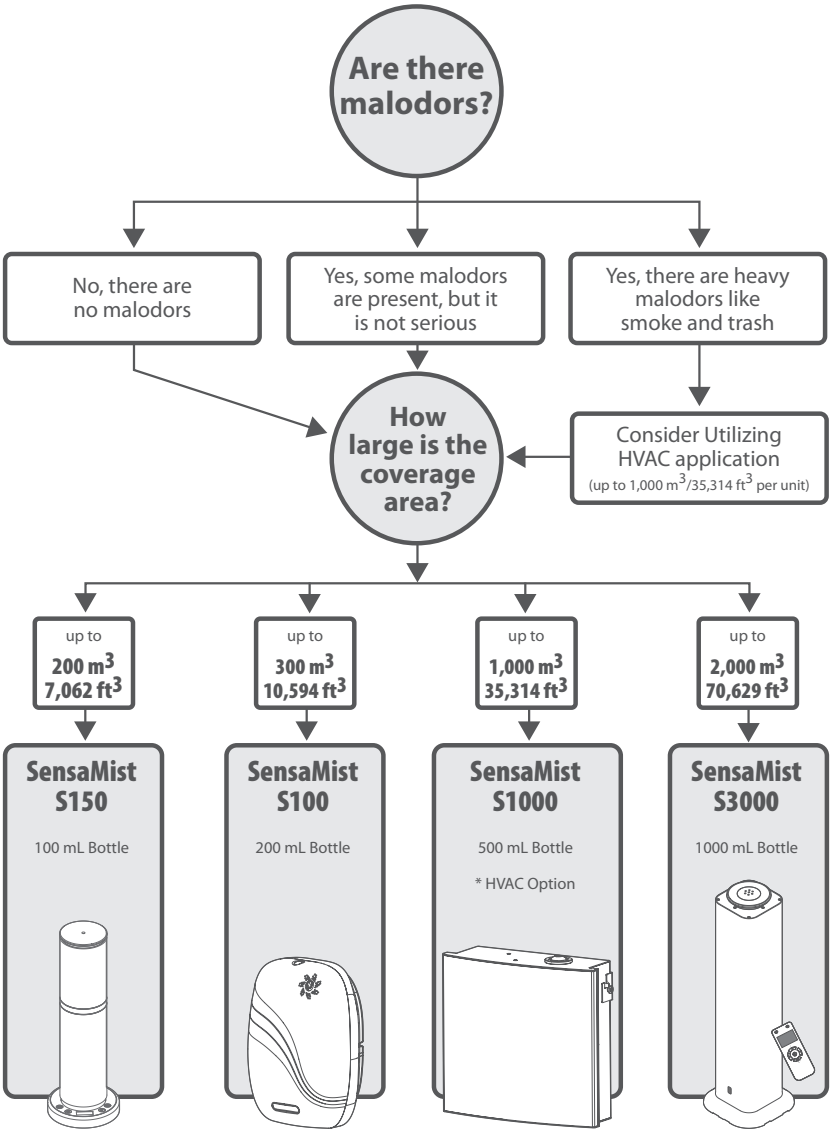 Are there
malodors?
No, there are
no malodors
Yes, some malodors
are present, but it
is not serious
Yes, there are heavy
malodors like
smoke and trash
How
large is the
coverage
area?
Consider Utilizing
HVAC application
(up to 1,000 m³/35,314 ft³ per unit)
up to
200 m³
7,062 ft³
up to
300 m³
10,594 ft³
up to
1,000 m³
35,314 ft³
up to
2,000 m³
70,629 ft³
SensaMist
S150
100 mL Bottle
SensaMist
S100
200 mL Bottle
SensaMist
S1000
500 mL Bottle
* HVAC Option
SensaMist
S3000
1000 mL Bottle